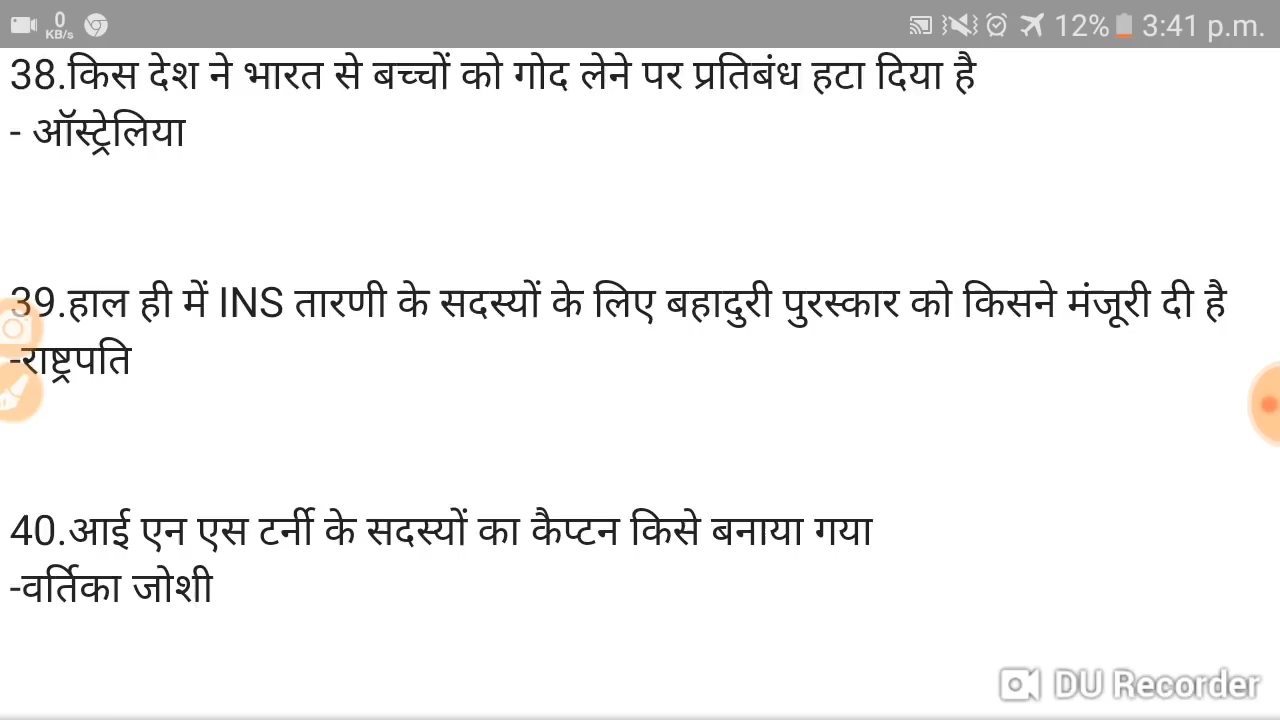 0
KB/s
12% 3:41 p.m.
38.किस देश ने भारत से बच्चों को गोद लेने पर प्रतिबंध हटा दिया है
- ऑस्ट्रेलिया
39.हाल ही में INS तारणी के सदस्यों के लिए बहादुरी पुरस्कार को किसने मंजूरी दी है
-राष्ट्रपति
40.आई एन एस टर्नी के सदस्यों का कैप्टन किसे बनाया गया
-वर्तिका जोशी
DU Recorder